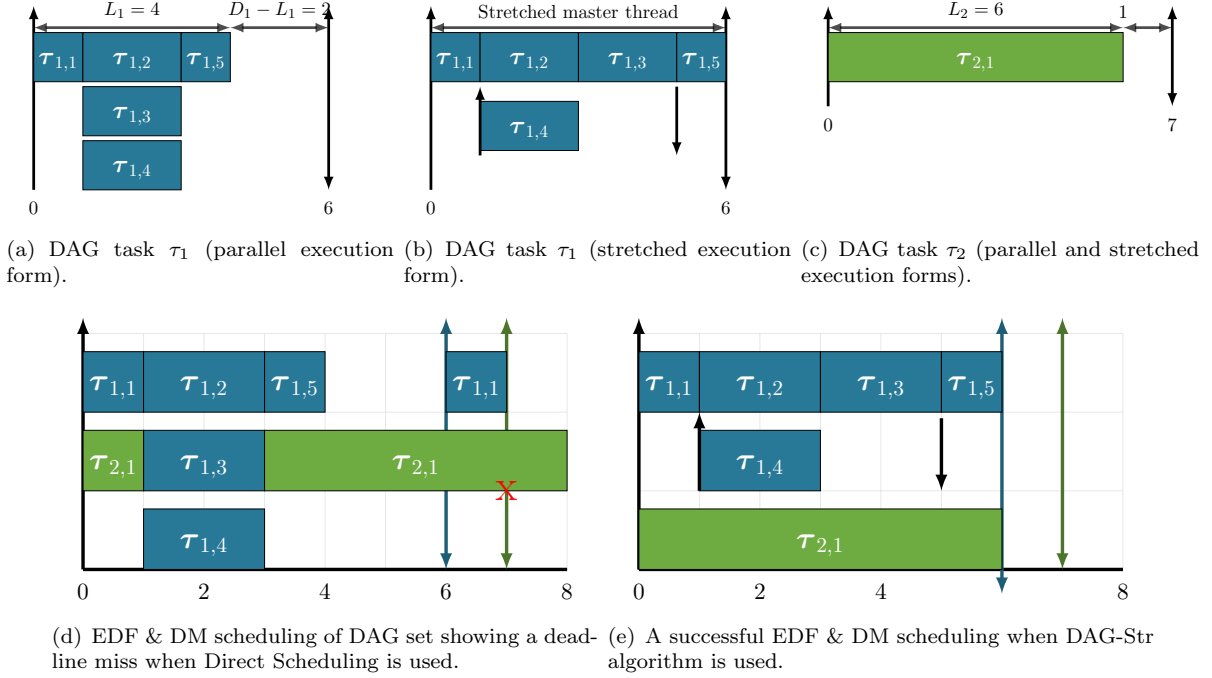 L₁ = 4
D₁ − L₁ = 2
τ₁,₁ τ₁,₂ τ₁,₅
τ₁,₃
τ₁,₄
0 6
(a) DAG task τ₁ (parallel execution
form).
Stretched master thread
τ₁,₁ τ₁,₂ τ₁,₃ τ₁,₅
τ₁,₄
0 6
(b) DAG task τ₁ (stretched execution
form).
L₂ = 6
1
τ₂,₁
0 7
(c) DAG task τ₂ (parallel and stretched
execution forms).
τ₁,₁ τ₁,₂ τ₁,₅ τ₁,₁
τ₂,₁ τ₁,₃ τ₂,₁
X
τ₁,₄
0 2 4 6 8
(d) EDF & DM scheduling of DAG set showing a dead-
line miss when Direct Scheduling is used.
τ₁,₁ τ₁,₂ τ₁,₃ τ₁,₅
τ₁,₄
τ₂,₁
0 2 4 6 8
(e) A successful EDF & DM scheduling when DAG-Str
algorithm is used.